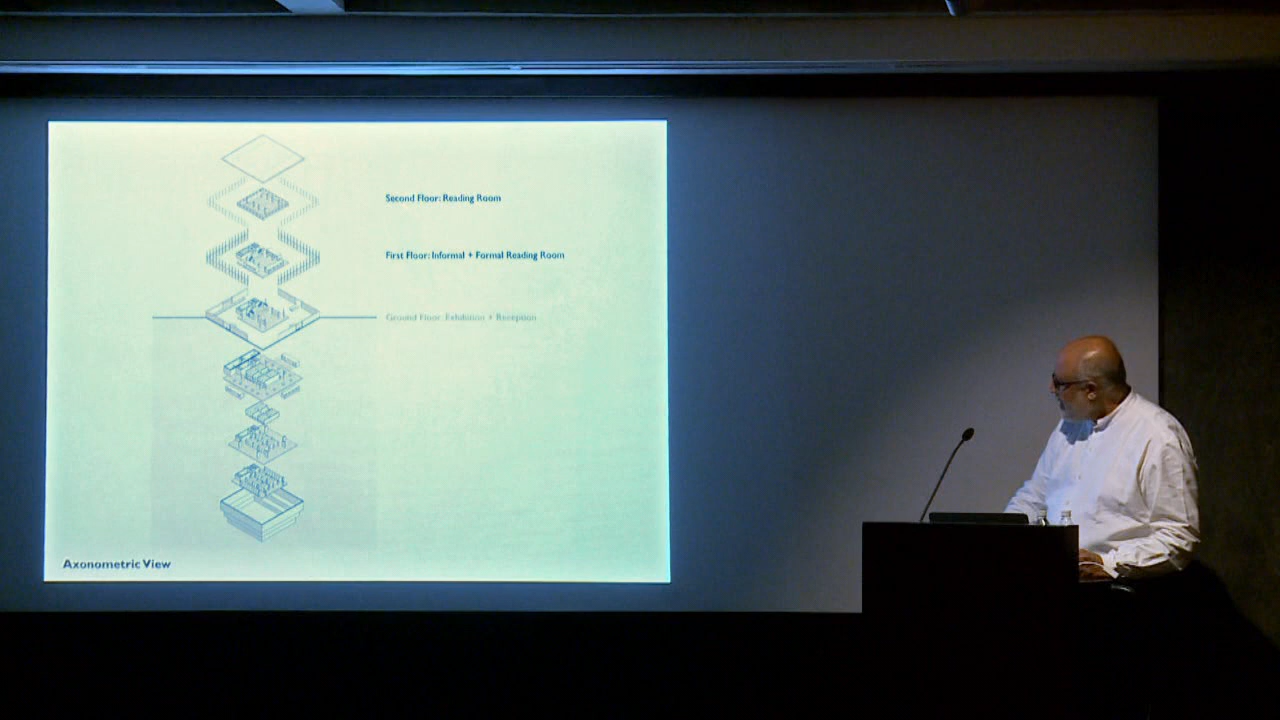 Second Floor: Reading Room
First Floor: Informal + Formal Reading Room
Ground Floor: Exhibition + Reception
Axonometric View